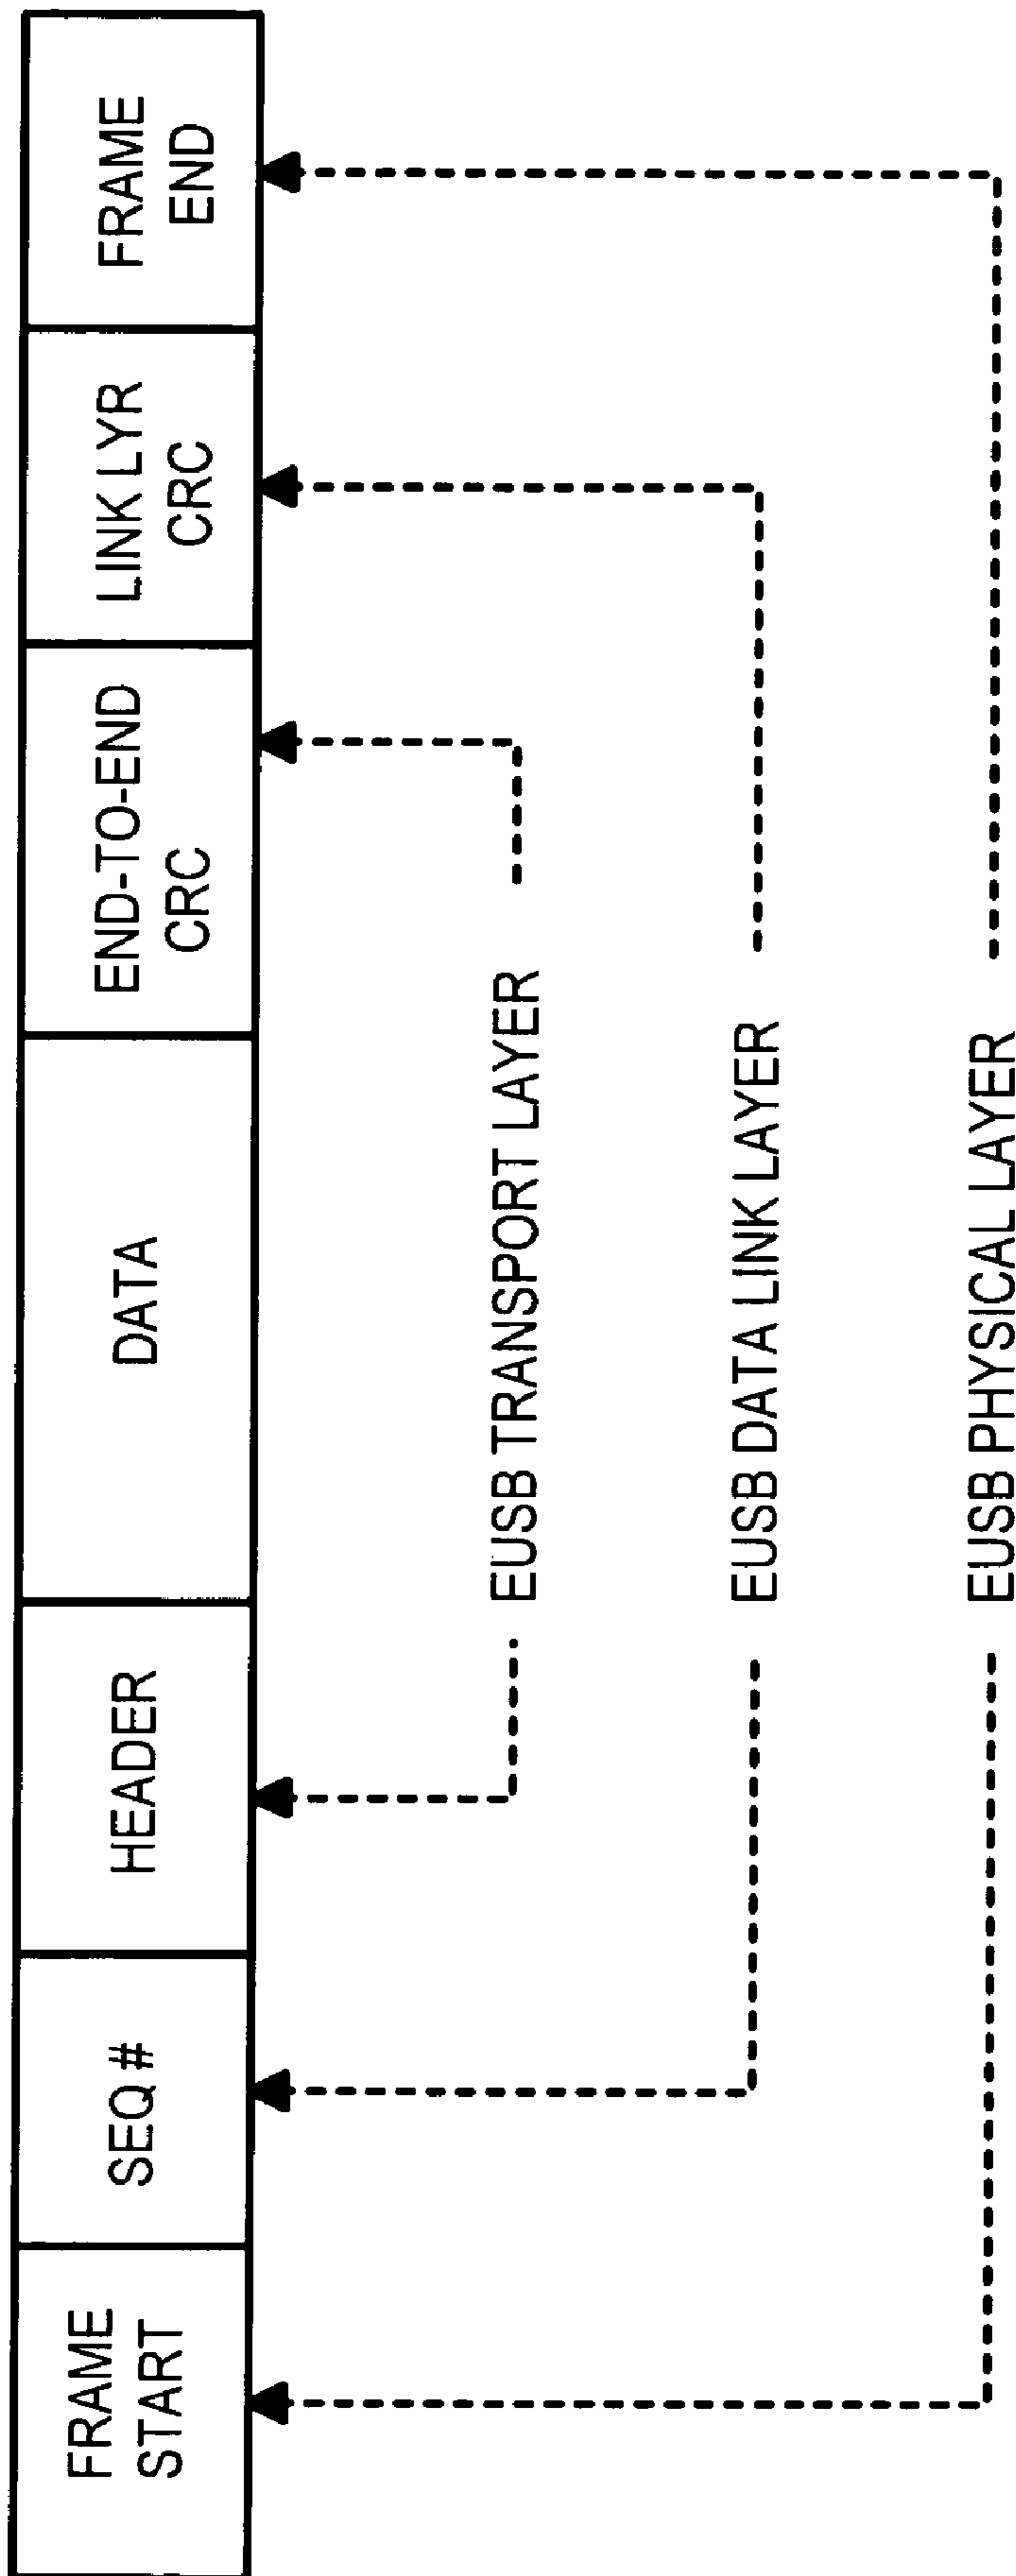 FRAME
START
SEQ #
HEADER
DATA
END-TO-END
CRC
LINK LYR
CRC
FRAME
END
EUSB TRANSPORT LAYER
EUSB DATA LINK LAYER
EUSB PHYSICAL LAYER